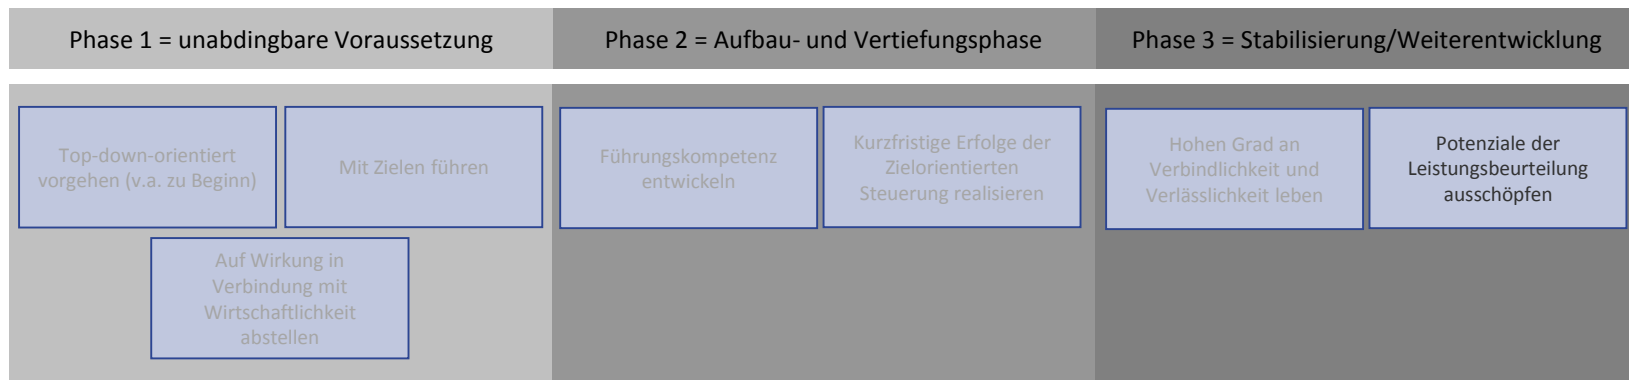 Phase 1 = unabdingbare Voraussetzung
Phase 2 = Aufbau- und Vertiefungsphase
Phase 3 = Stabilisierung/Weiterentwicklung
Top-down-orientiert
vorgehen (v.a. zu Beginn)
Mit Zielen führen
Auf Wirkung in
Verbindung mit
Wirtschaftlichkeit
abstellen
Führungskompetenz
entwickeln
Kurzfristige Erfolge der
Zielorientierten
Steuerung realisieren
Hohen Grad an
Verbindlichkeit und
Verlässlichkeit leben
Potenziale der
Leistungsbeurteilung
ausschöpfen